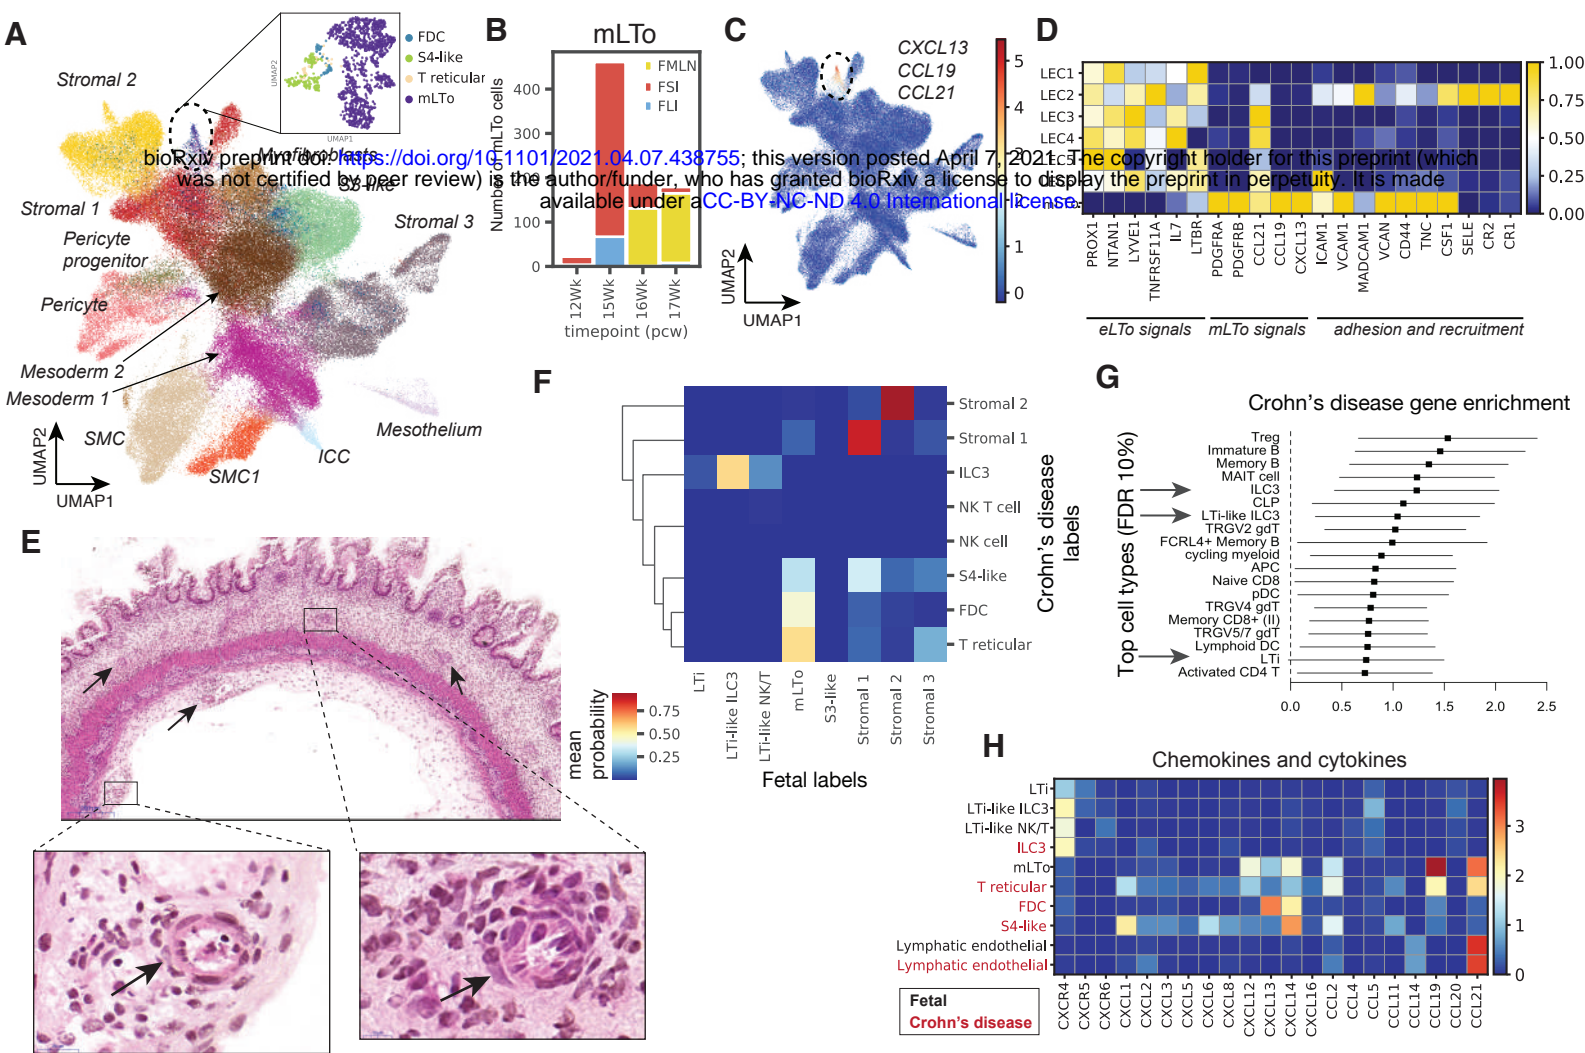 A
Stromal 2
UMAP2
UMAP1
FDC
S4-like
T reticular
mLTo
Myofibroblasts
S3-like
Stromal 1
Stromal 3
Pericyte
progenitor
Pericyte
Mesoderm 2
Mesoderm 1
SMC
SMC1
ICC
Mesothelium
UMAP2
UMAP1
bioRxiv preprint doi: https://doi.org/10.1101/2021.04.07.438755; this version posted April 7, 2021. The copyright holder for this preprint (which
was not certified by peer review) is the author/funder, who has granted bioRxiv a license to display the preprint in perpetuity. It is made
available under aCC-BY-NC-ND 4.0 International license.
B
mLTo
Number of mLTo cells
400
300
200
100
0
FMLN
FSI
FLI
12Wk
15Wk
16Wk
17Wk
timepoint (pcw)
C
CXCL13
CCL19
CCL21
5
4
1
0
UMAP2
UMAP1
D
LEC1
LEC2
LEC3
LEC4
1.00
0.75
0.50
0.25
0.00
PROX1
NTAN1
LYVE1
TNFRSF11A
IL7
LTBR
PDGFRA
PDGFRB
CCL21
CCL19
CXCL13
ICAM1
VCAM1
MADCAM1
VCAN
CD44
TNC
CSF1
SELE
CR2
CR1
eLTo signals
mLTo signals
adhesion and recruitment
E
F
Stromal 2
Stromal 1
ILC3
NK T cell
NK cell
S4-like
FDC
T reticular
Crohn's disease
labels
LTi
LTi-like ILC3
LTi-like NK/T
mLTo
S3-like
Stromal 1
Stromal 2
Stromal 3
Fetal labels
mean
probability
0.75
0.50
0.25
G
Crohn's disease gene enrichment
Top cell types (FDR 10%)
Treg
Immature B
Memory B
MAIT cell
ILC3
CLP
LTi-like ILC3
TRGV2 gdT
FCRL4+ Memory B
cycling myeloid
APC
Naive CD8
pDC
TRGV4 gdT
Memory CD8+ (II)
TRGV5/7 gdT
Lymphoid DC
LTi
Activated CD4 T
0.0
0.5
1.0
1.5
2.0
2.5
H
Chemokines and cytokines
LTi
LTi-like ILC3
LTi-like NK/T
ILC3
mLTo
T reticular
FDC
S4-like
Lymphatic endothelial
Lymphatic endothelial
3
2
1
0
CXCR4
CXCR5
CXCR6
CXCL1
CXCL2
CXCL3
CXCL5
CXCL6
CXCL8
CXCL12
CXCL13
CXCL14
CXCL16
CCL2
CCL4
CCL5
CCL11
CCL14
CCL19
CCL20
CCL21
Fetal
Crohn's disease